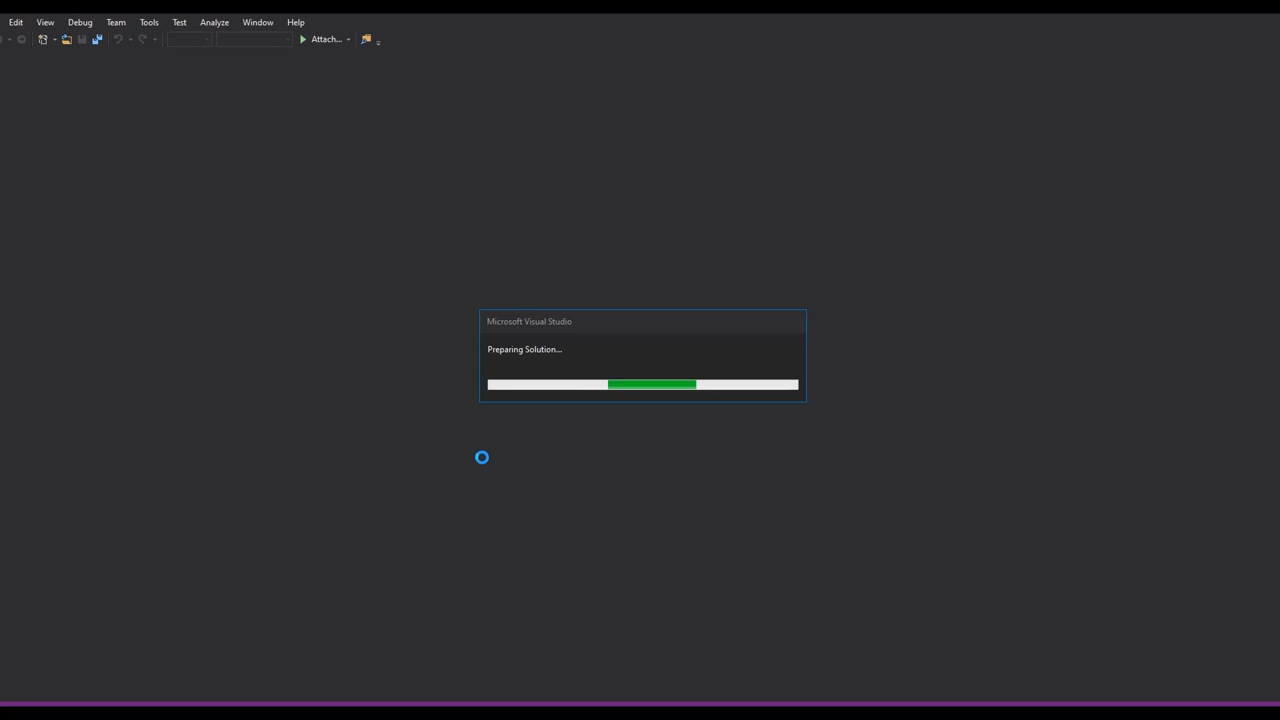 Edit View Debug Team Tools Test Analyze Window Help
Attach...
Microsoft Visual Studio
Preparing Solution...